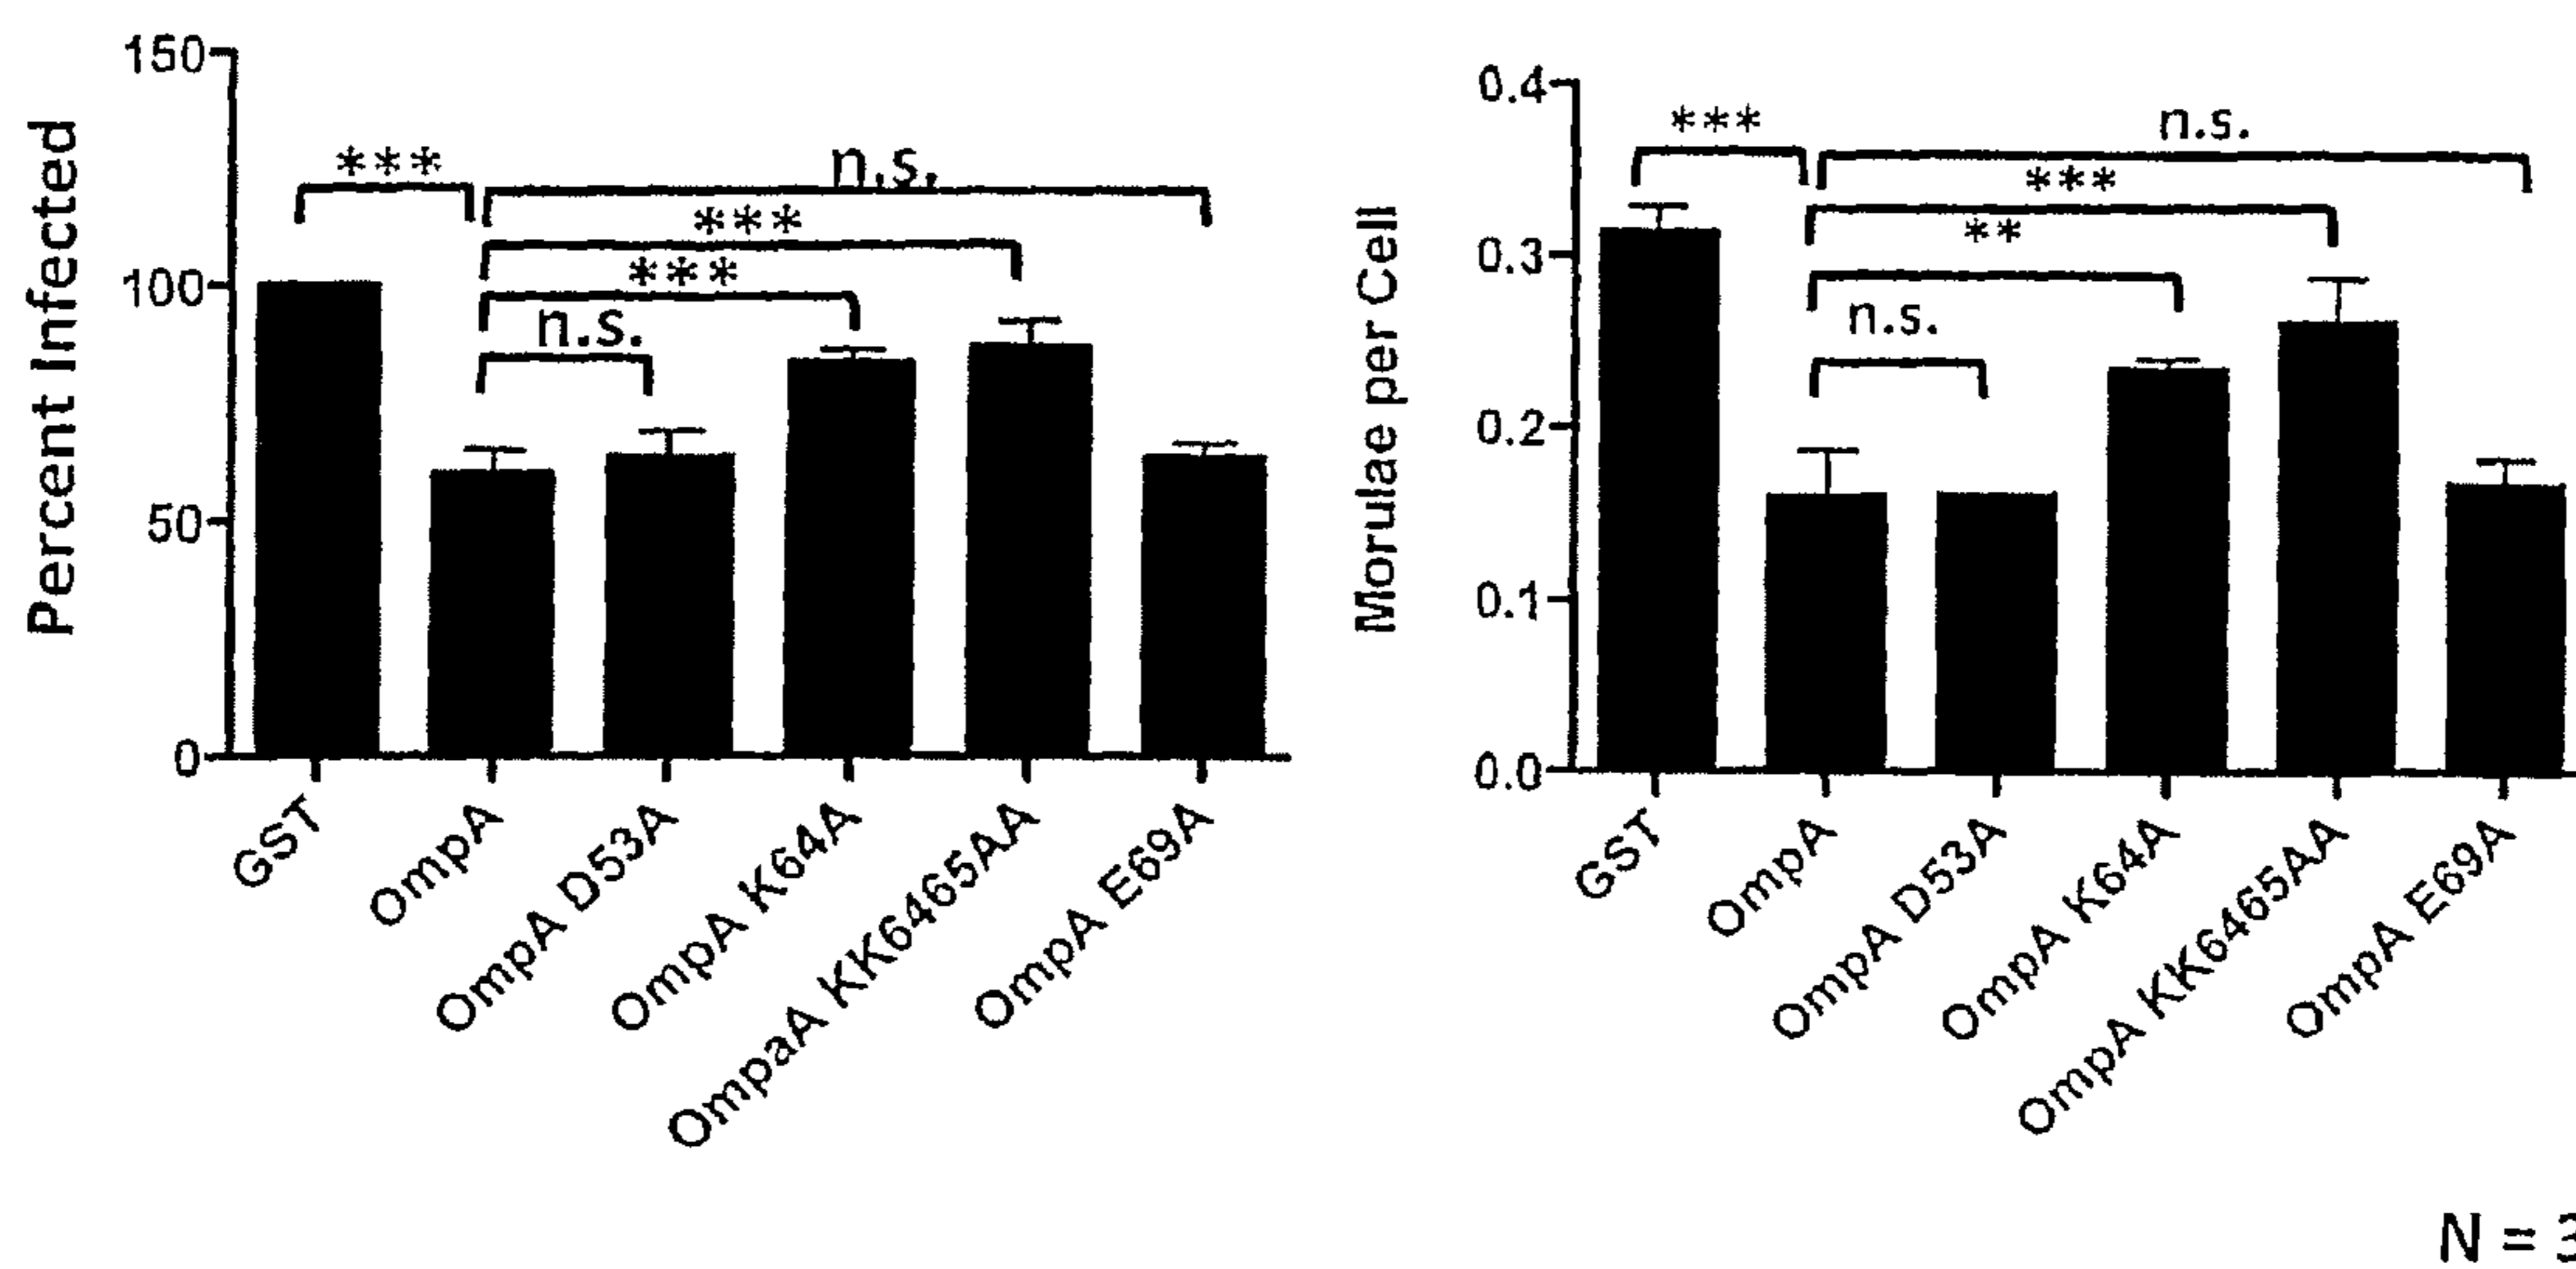 Percent Infected
150
100
50
0
***
n.s.
***
***
n.s.
GST
OmpA
OmpA D53A
OmpA K64A
OmpaA KK6465AA
OmpA E69A
Morulae per Cell
0.4
0.3
0.2
0.1
0.0
***
n.s.
***
**
n.s.
GST
OmpA
OmpA D53A
OmpA K64A
OmpA KK6465AA
OmpA E69A
N = 3